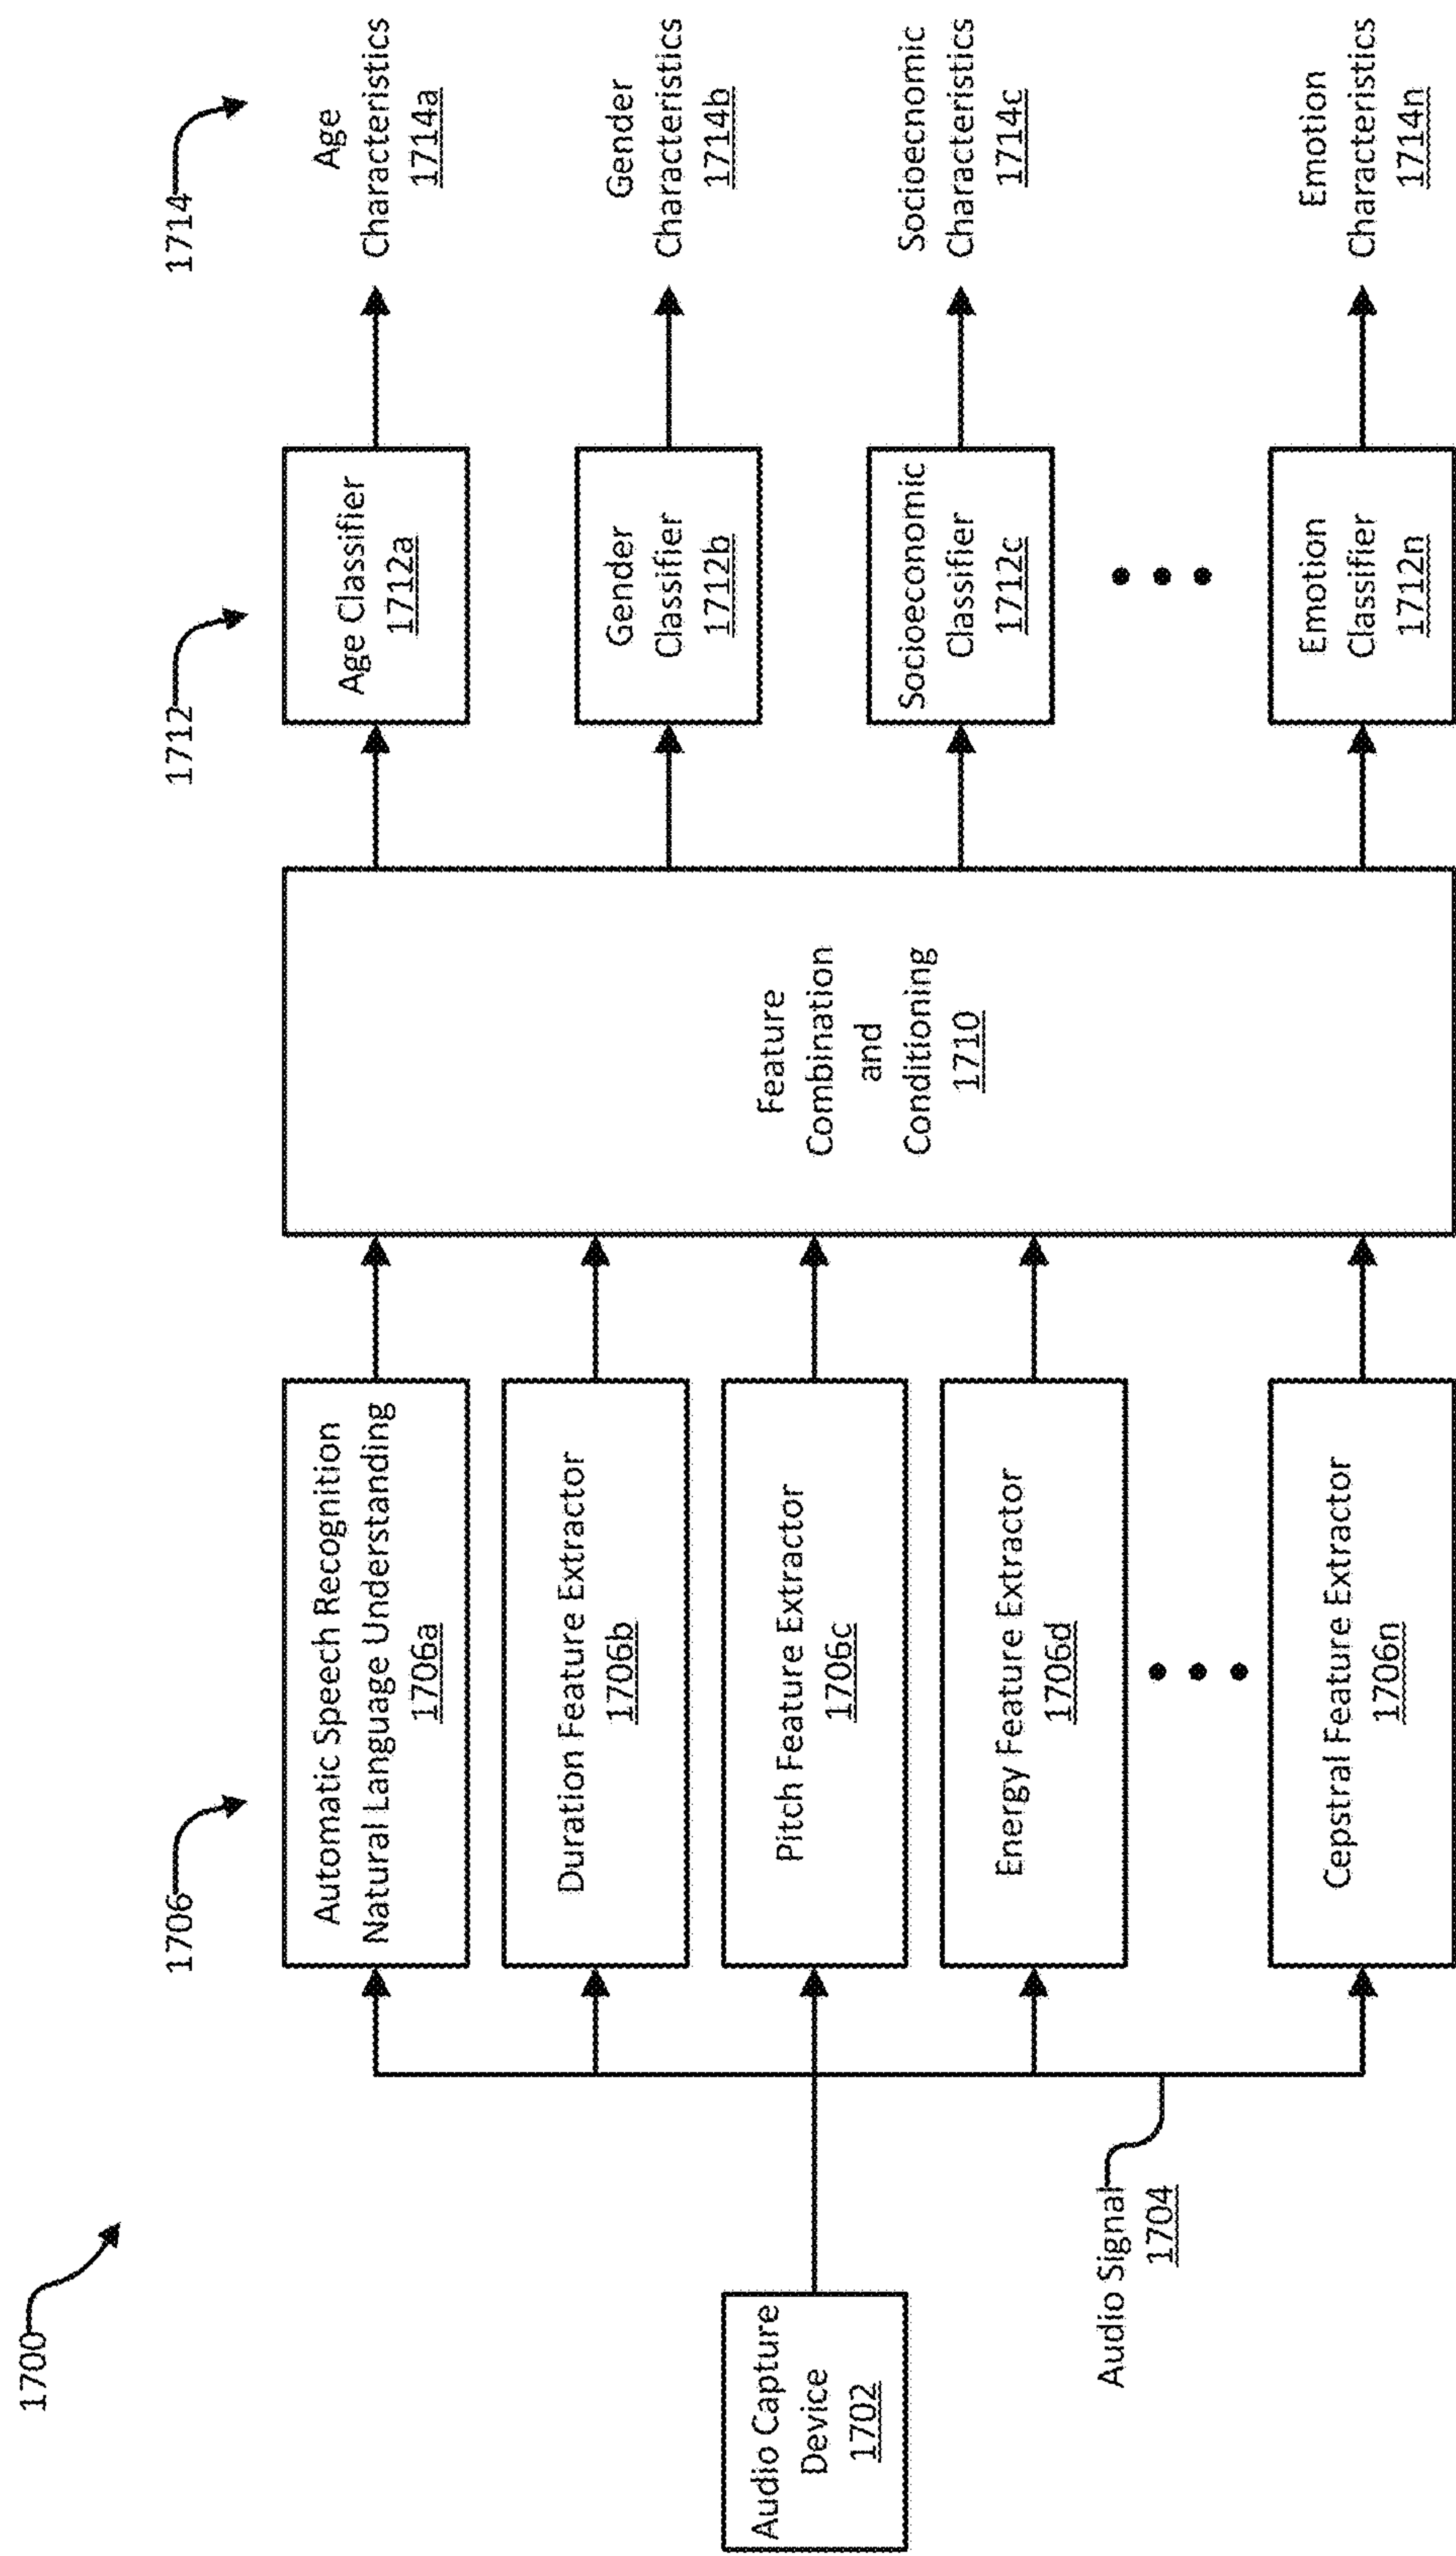 1700
1706
1712
1714
Audio Capture
Device
1702
Audio Signal
1704
Automatic Speech Recognition
Natural Language Understanding
1706a
Duration Feature Extractor
1706b
Pitch Feature Extractor
1706c
Energy Feature Extractor
1706d
Cepstral Feature Extractor
1706n
Feature
Combination
and
Conditioning
1710
Age Classifier
1712a
Gender
Classifier
1712b
Socioeconomic
Classifier
1712c
Emotion
Classifier
1712n
Age
Characteristics
1714a
Gender
Characteristics
1714b
Socioecnomic
Characteristics
1714c
Emotion
Characteristics
1714n